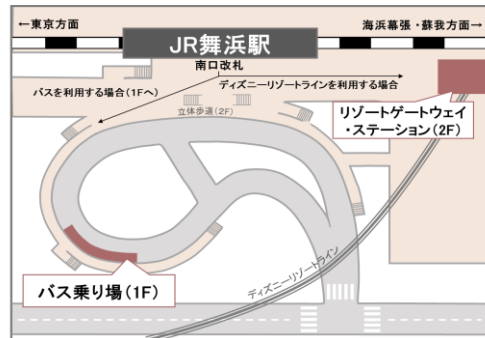 ←東京方面
海浜幕張・蘇我方面→
JR舞浜駅
南口改札
バスを利用する場合(1Fへ)
ディズニーリゾートラインを利用する場合
立体歩道(2F)
リゾートゲートウェイ
・ステーション(2F)
ディズニーリゾートライン
バス乗り場(1F)